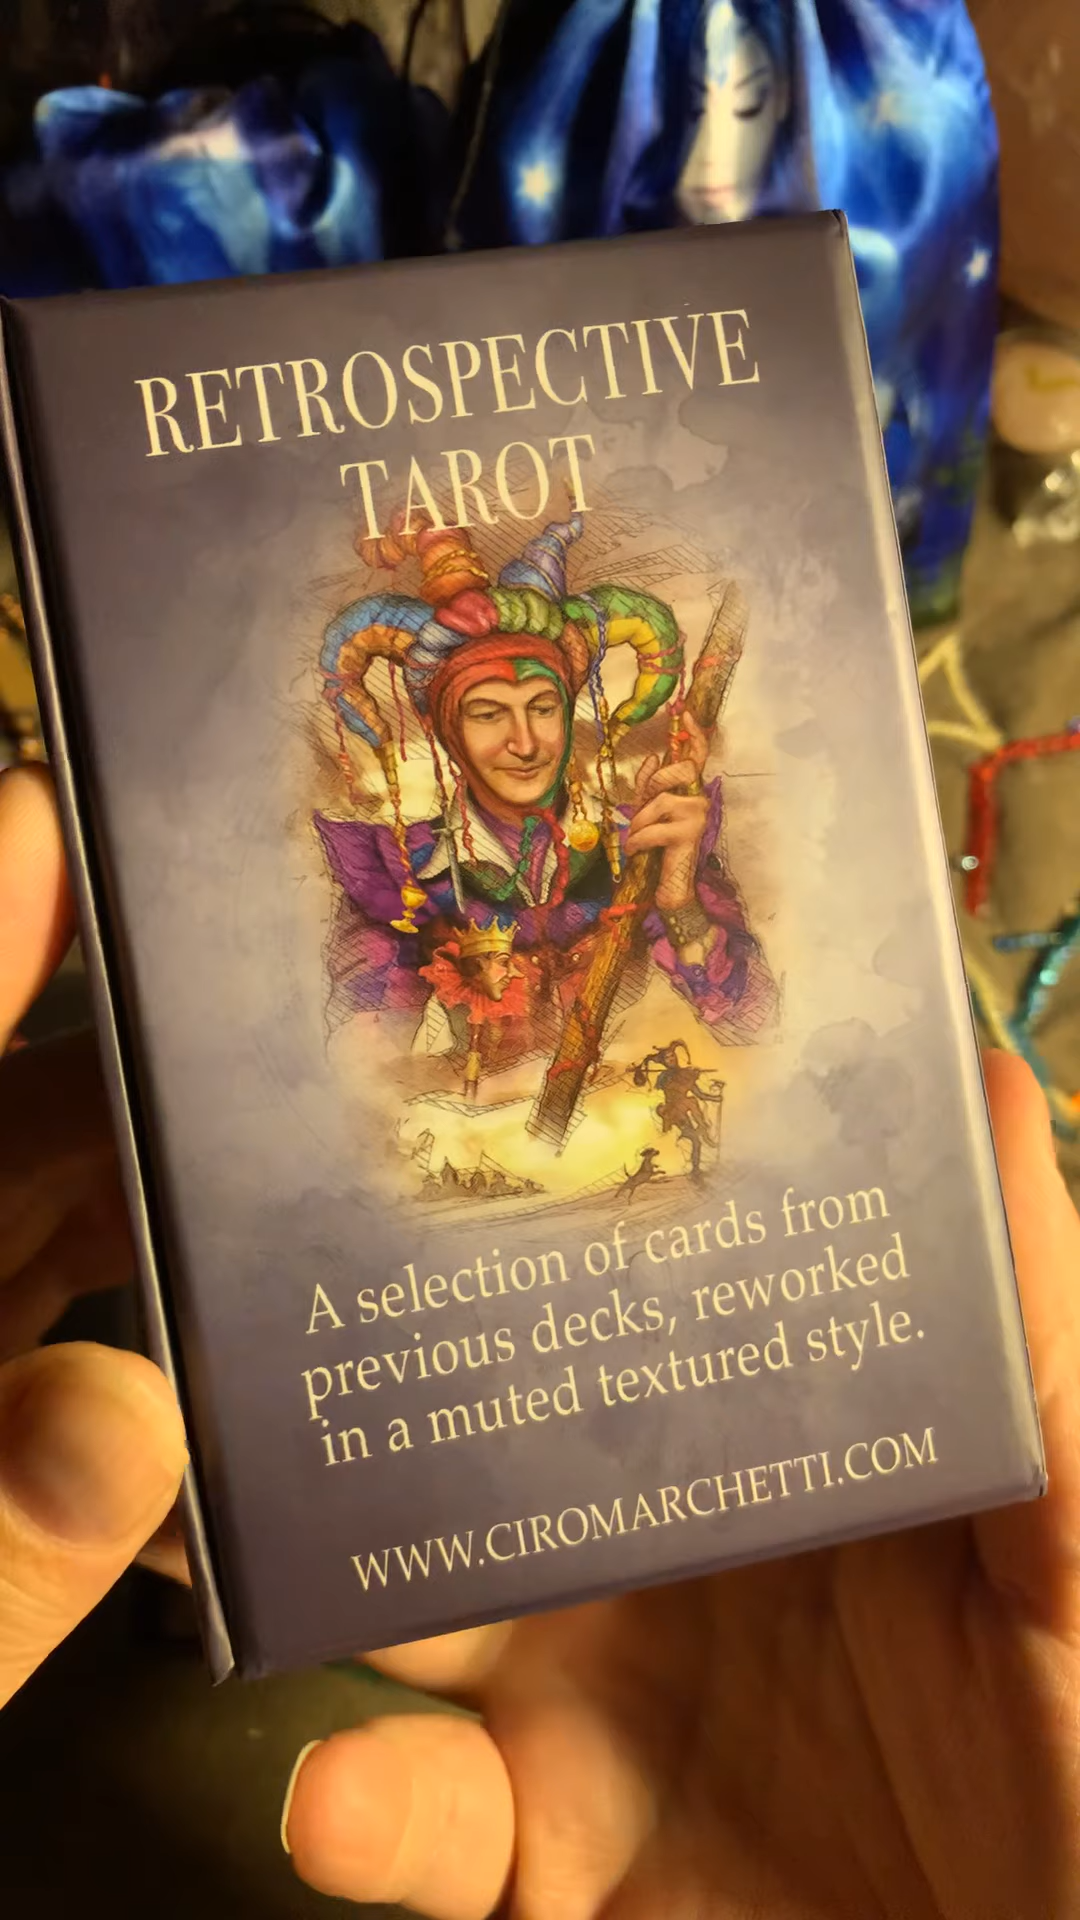 RETROSPECTIVE
TAROT
A selection of cards from
previous decks, reworked
in a muted textured style.
WWW.CIROMARCHETTI.COM